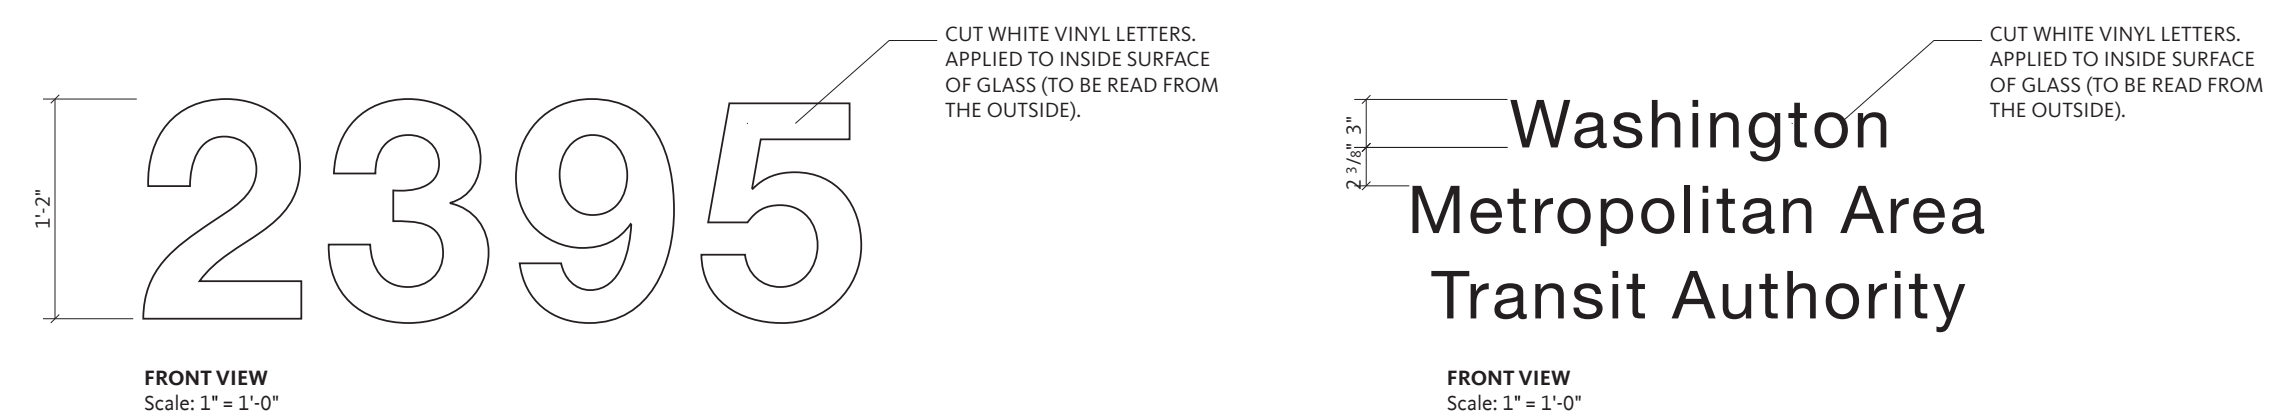 1'-2"
2395
CUT WHITE VINYL LETTERS.
APPLIED TO INSIDE SURFACE
OF GLASS (TO BE READ FROM
THE OUTSIDE).
FRONT VIEW
Scale: 1" = 1'-0"
3"
2 3/8"
Washington
Metropolitan Area
Transit Authority
CUT WHITE VINYL LETTERS.
APPLIED TO INSIDE SURFACE
OF GLASS (TO BE READ FROM
THE OUTSIDE).
FRONT VIEW
Scale: 1" = 1'-0"